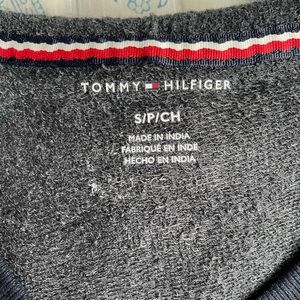 TOMMY HILFIGER
S/P/CH
MADE IN INDIA
FABRIQUÉ EN INDE
HECHO EN INDIA